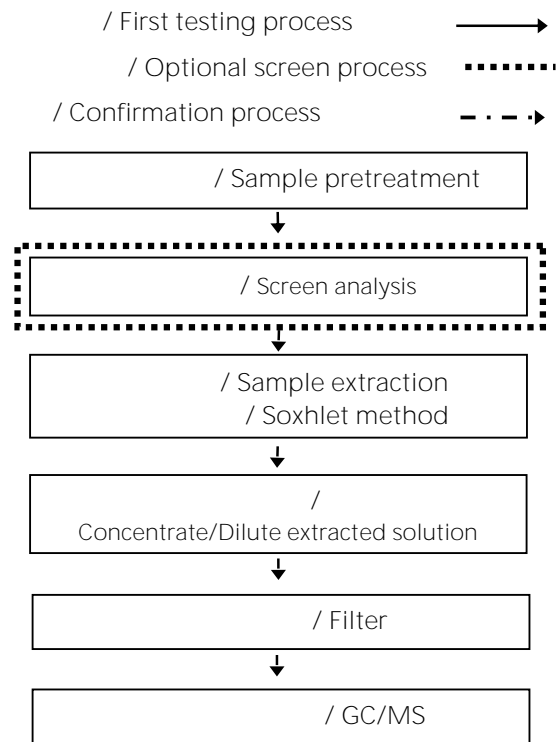 / First testing process
/ Optional screen process
/ Confirmation process
/ Sample pretreatment
/ Screen analysis
/ Sample extraction
/ Soxhlet method
/
Concentrate/Dilute extracted solution
/ Filter
/ GC/MS